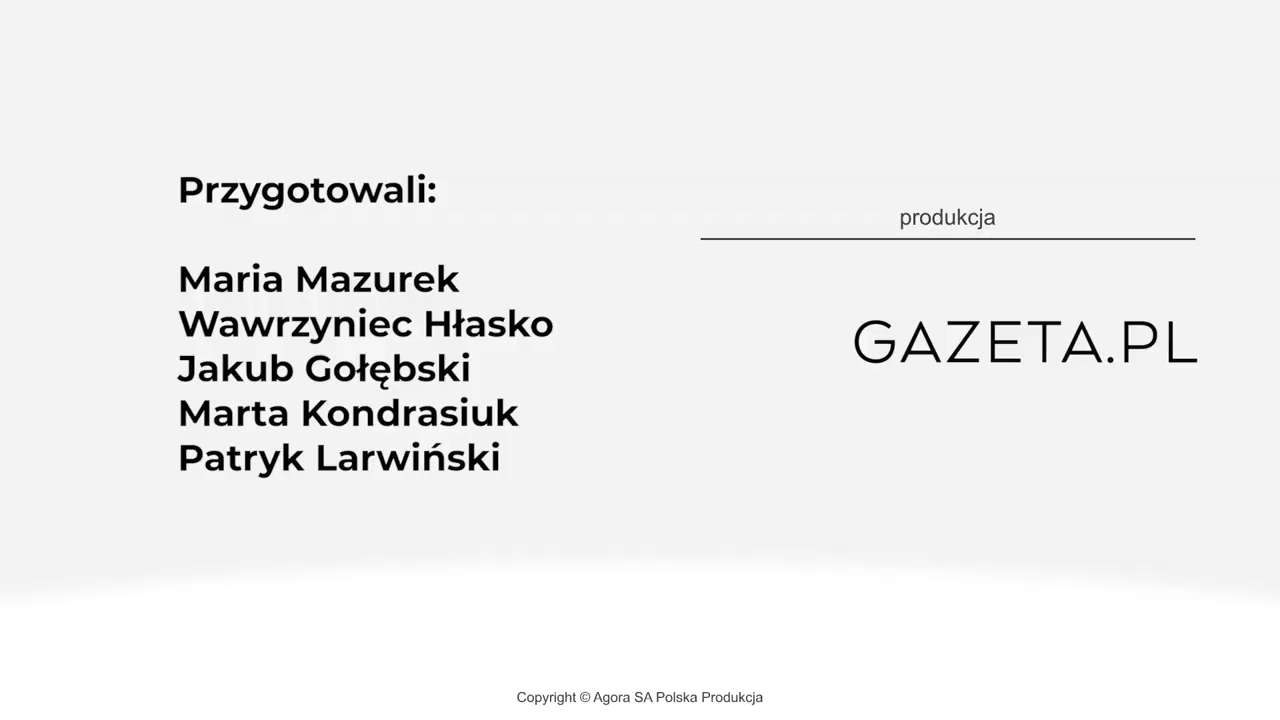 Przygotowali:
Maria Mazurek
Wawrzyniec Hłasko
Jakub Gołębski
Marta Kondrasiuk
Patryk Larwiński
produkcja
GAZETA.PL
Copyright © Agora SA Polska Produkcja